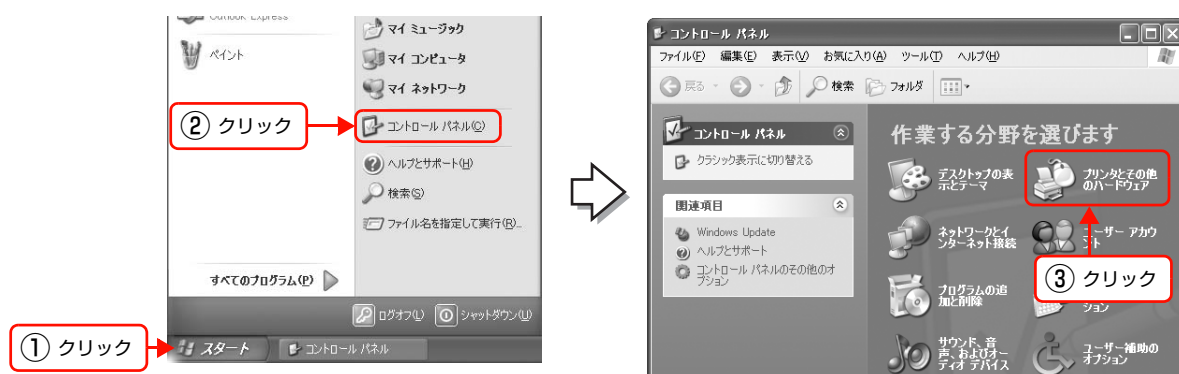 Outlook Express
ペイント
すべてのプログラム(P)
マイ ミュージック
マイ コンピュータ
マイ ネットワーク
② クリック
コントロール パネル(C)
ヘルプとサポート(H)
検索(S)
ファイル名を指定して実行(R)...
ログオフ(L)
シャットダウン(U)
① クリック
スタート
コントロール パネル
コントロール パネル
ファイル(F) 編集(E) 表示(V) お気に入り(A) ツール(T) ヘルプ(H)
戻る
検索
フォルダ
コントロール パネル
クラシック表示に切り替える
関連項目
Windows Update
ヘルプとサポート
コントロール パネルのその他のオ
プション
作業する分野を選びます
デスクトップの表
示とテーマ
プリンタとその他
のハードウェア
ネットワークとイ
ンターネット接続
ユーザー アカウ
ント
③ クリック
プログラムの追
加と削除
ション
サウンド、音
声、およびオー
ディオ デバイス
ユーザー補助の
オプション